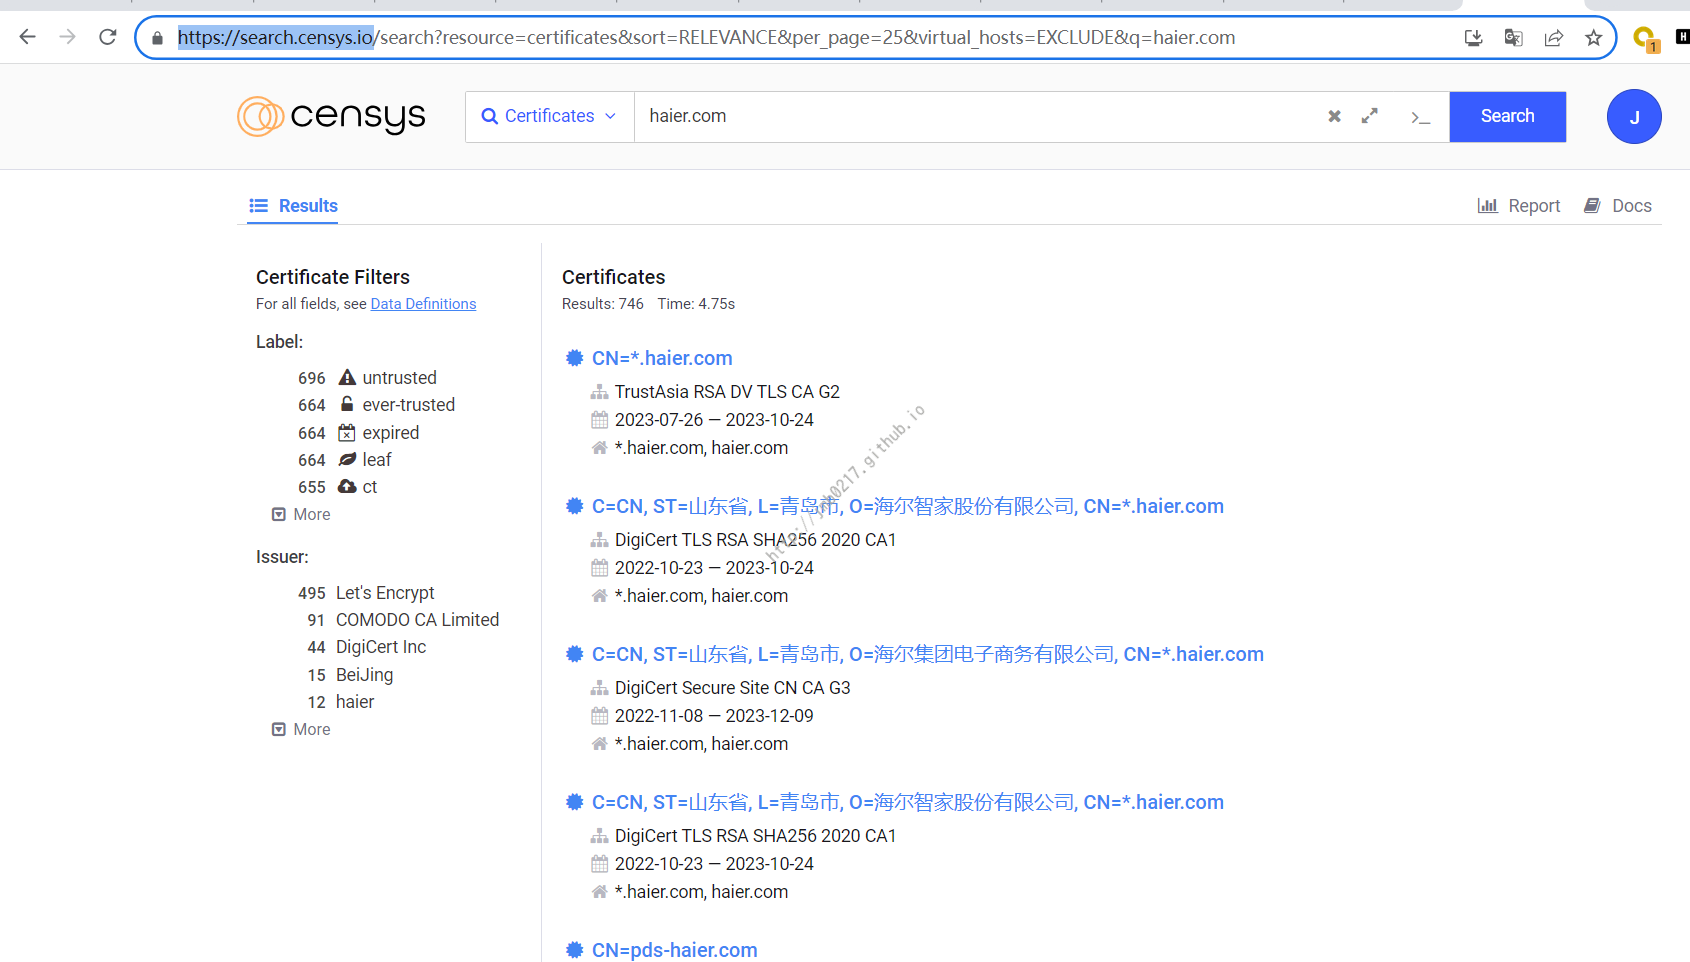 https://search.censys.io/search?resource=certificates&sort=RELEVANCE&per_page=25&virtual_hosts=EXCLUDE&q=haier.com
1
H
censys
Certificates
haier.com
Search
J
Results
Report
Docs
Certificate Filters
For all fields, see Data Definitions
Label:
696 untrusted
664 ever-trusted
664 expired
664 leaf
655 ct
More
Issuer:
495 Let's Encrypt
91 COMODO CA Limited
44 DigiCert Inc
15 BeiJing
12 haier
More
Certificates
Results: 746 Time: 4.75s
CN=*.haier.com
TrustAsia RSA DV TLS CA G2
2023-07-26 — 2023-10-24
*.haier.com, haier.com
C=CN, ST=山东省, L=青岛市, O=海尔智家股份有限公司, CN=*.haier.com
DigiCert TLS RSA SHA256 2020 CA1
2022-10-23 — 2023-10-24
*.haier.com, haier.com
C=CN, ST=山东省, L=青岛市, O=海尔集团电子商务有限公司, CN=*.haier.com
DigiCert Secure Site CN CA G3
2022-11-08 — 2023-12-09
*.haier.com, haier.com
C=CN, ST=山东省, L=青岛市, O=海尔智家股份有限公司, CN=*.haier.com
DigiCert TLS RSA SHA256 2020 CA1
2022-10-23 — 2023-10-24
*.haier.com, haier.com
CN=pds-haier.com